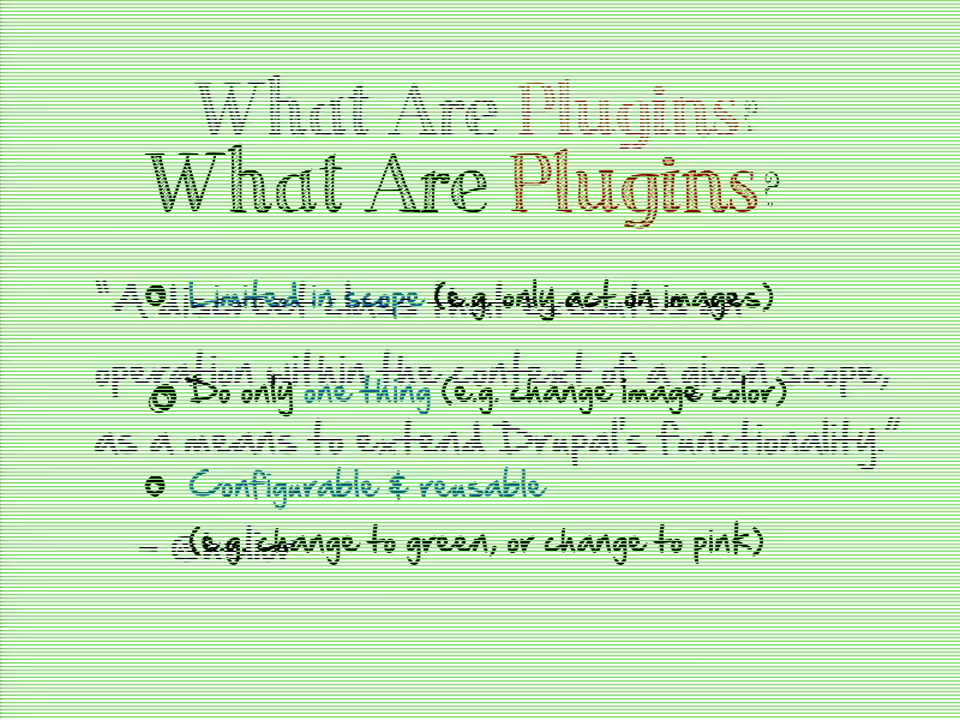 What Are Plugins?
What Are Plugins?
Limited in scope (e.g. only act on images)
operation within the context of a given scope,
Do only one thing (e.g. change image color)
as a means to extend Drupal's functionality."
Configurable & reusable
(e.g. change to green, or change to pink)